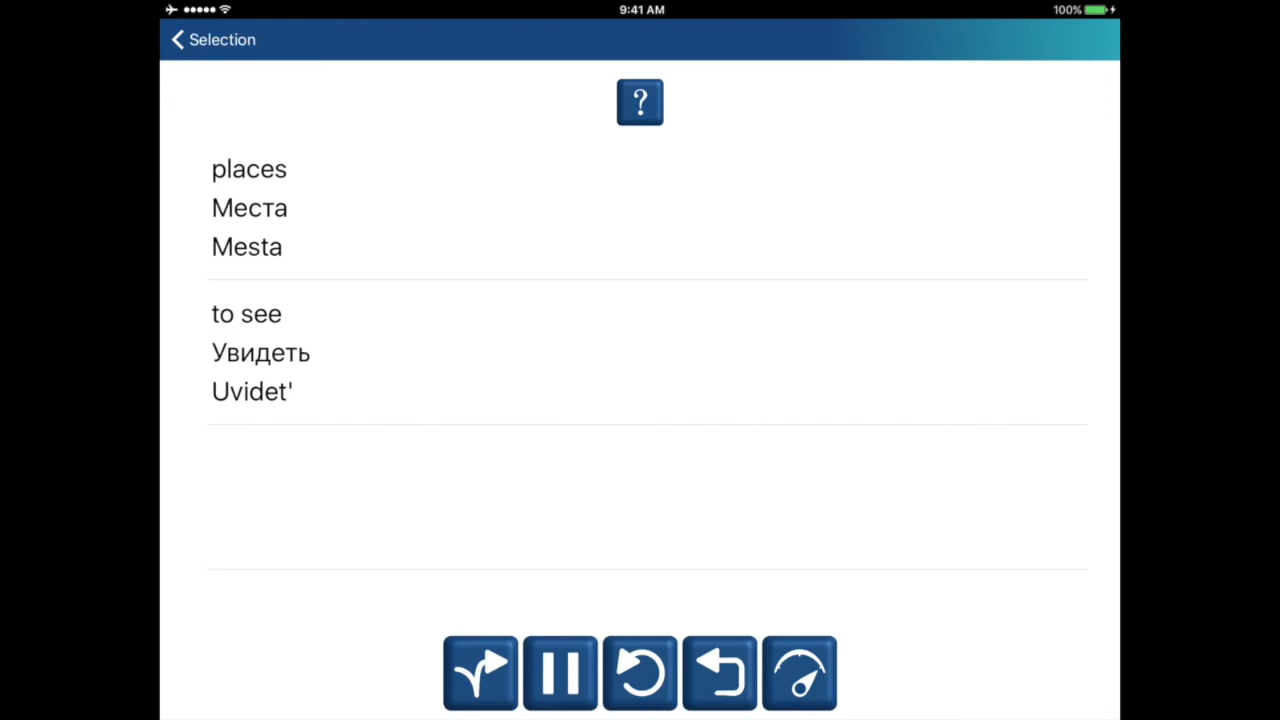 9:41 AM
100%
Selection
?
places
Места
Mesta
to see
Увидеть
Uvidet'